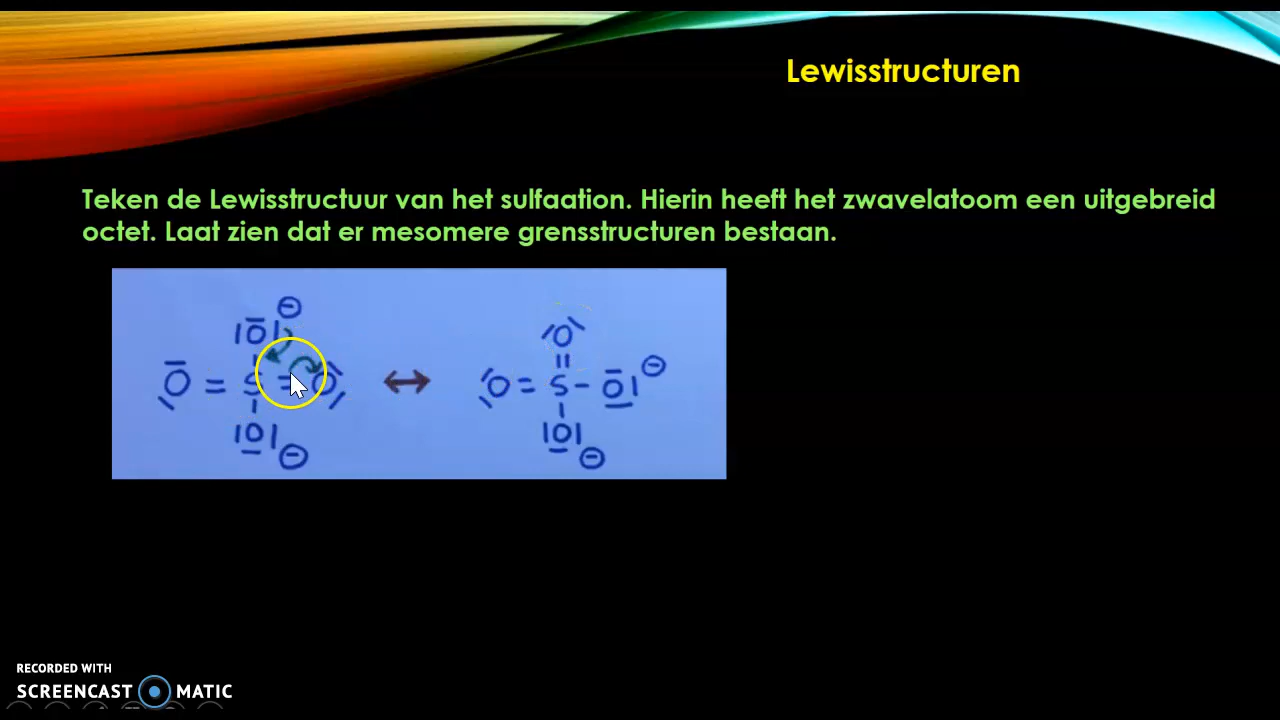 Lewisstructuren
Teken de Lewisstructuur van het sulfaation. Hierin heeft het zwavelatoom een uitgebreid
octet. Laat zien dat er mesomere grensstructuren bestaan.
|O| ⊖
O = S = O ↔ O = S - O| ⊖
|O| ⊖
O
|O| ⊖
RECORDED WITH
SCREENCAST MATIC